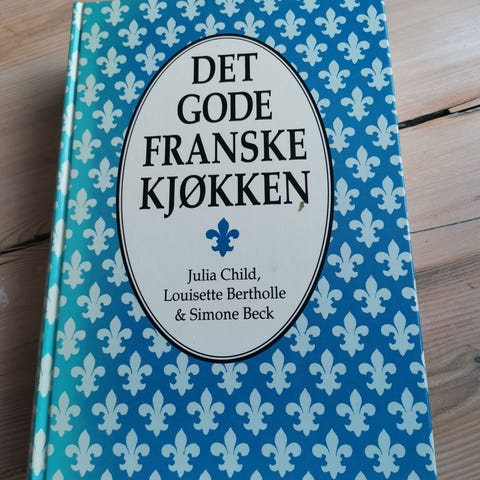 DET
GODE
FRANSKE
KJØKKEN
Julia Child,
Louisette Bertholle
& Simone Beck